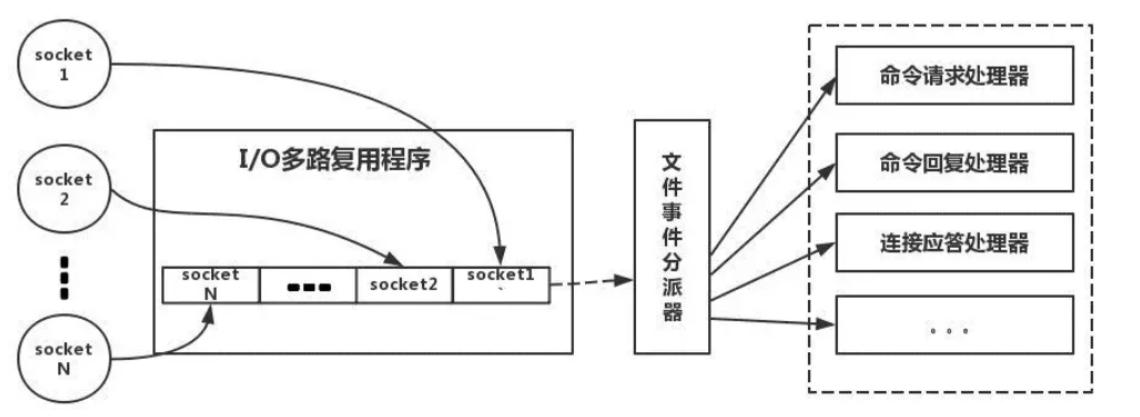 socket
1
socket
2
socket
N
I/O多路复用程序
socket
N
socket2
socket1
文件事件分派器
命令请求处理器
命令回复处理器
连接应答处理器
。。。